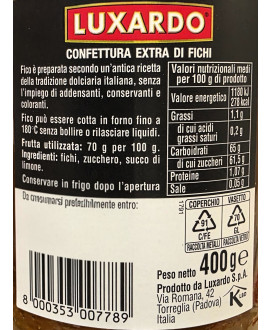 LUXARDO®
CONFETTURA EXTRA DI FICHI
Fico è preparata secondo un'antica ricetta
della tradizione dolciaria italiana, senza
l'impiego di addensanti, conservanti e
coloranti.
Fico può essere cotta in forno fino a
180°C senza bollire o rilasciare liquidi.
Frutta utilizzata: 70 g per 100 g.
Ingredienti: fichi, zucchero, succo di
limone.
Conservare in frigo dopo l'apertura
Da consumarsi preferibilmente entro:
Valori nutrizionali medi
per 100 g di prodotto
Valore energetico 1180 kJ
278 kcal
Grassi 1.1 g
di cui acidi
grassi saturi 0.2 g
Carboidrati 65 g
di cui zuccheri 61.5 g
Proteine 1.07 g
Sale 0.05 g
1791
COPERCHIO
91
C/FE
RACCOLTA METALLI
VASETTO
70
GL
RACCOLTA VETRO
Peso netto 400 g e
Prodotto da Luxardo S.p.A.
Via Romana, 42
Torreglia (Padova)
Italia
K
8 000353 007789